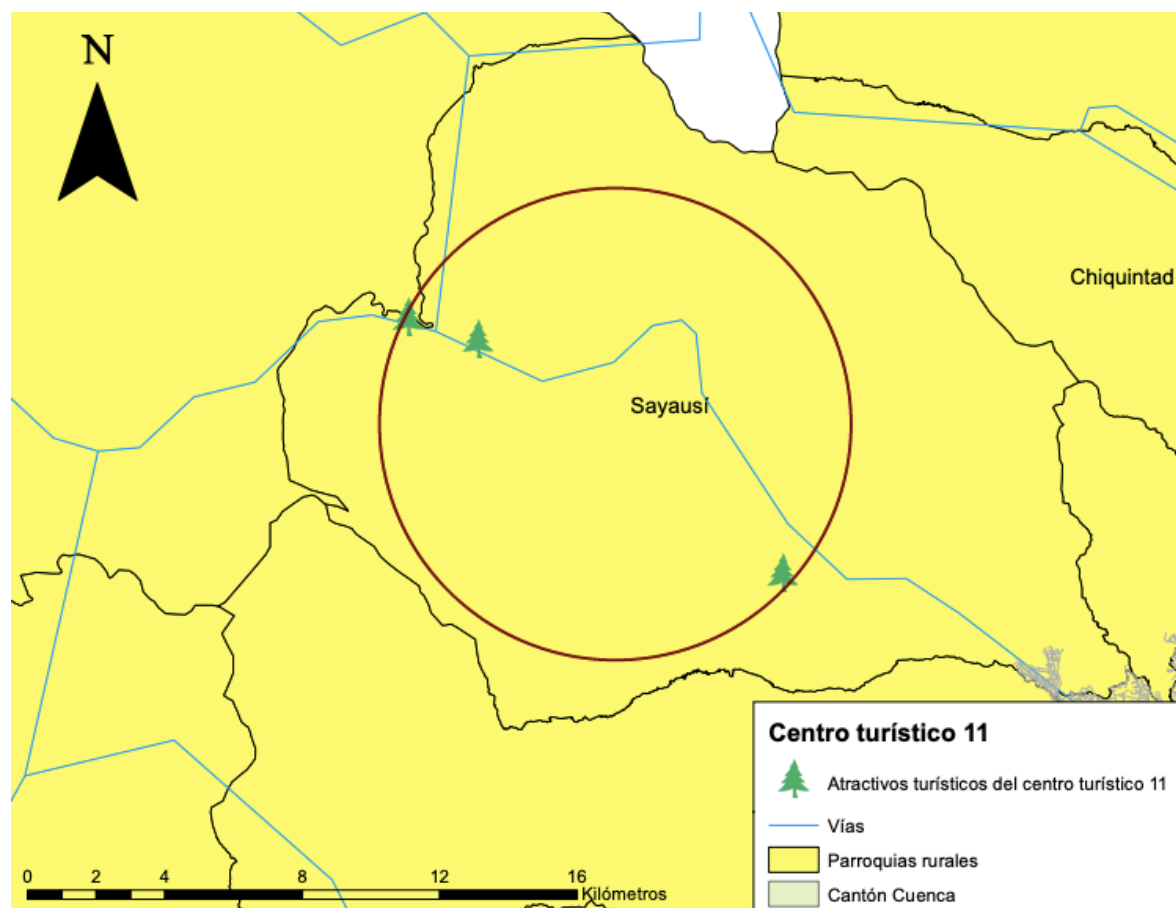 N
Chiquintad
Sayausí
Centro turístico 11
Atractivos turísticos del centro turístico 11
Vías
Parroquias rurales
Cantón Cuenca
0 2 4 8 12 16
Kilómetros